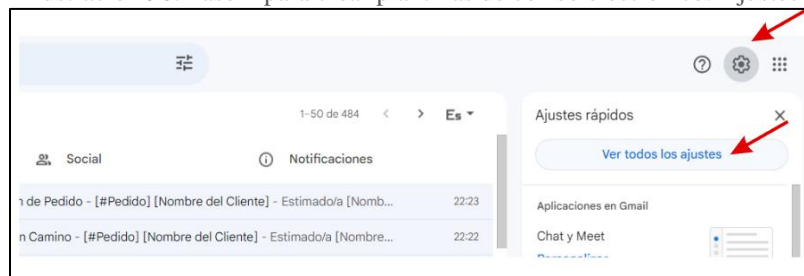 1-50 de 484
Es
Ajustes rápidos
Ver todos los ajustes
Social
Notificaciones
de Pedido - [#Pedido] [Nombre del Cliente] - Estimado/a [Nomb...
22:23
Aplicaciones en Gmail
Camino - [#Pedido] [Nombre del Cliente] - Estimado/a [Nombre...
22:22
Chat y Meet